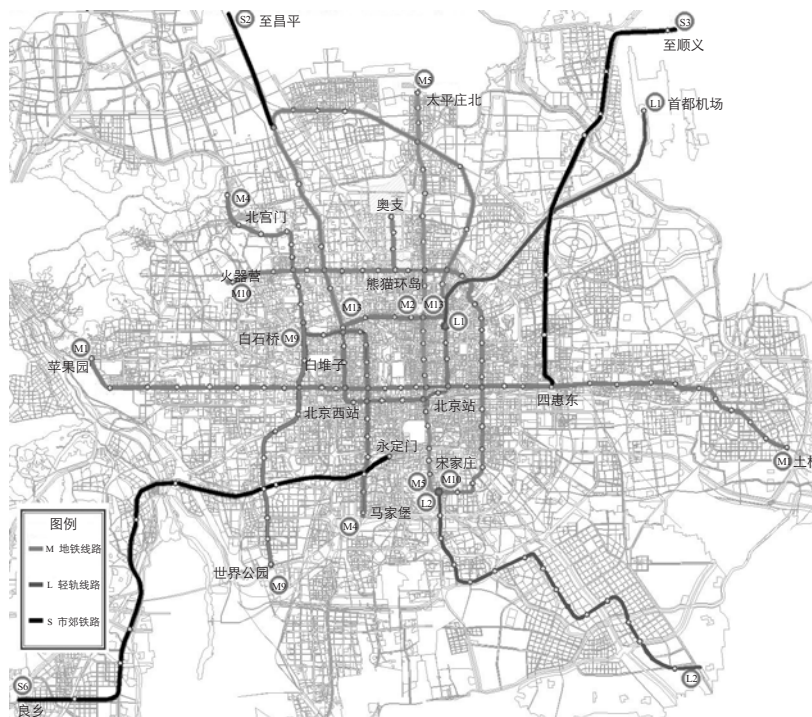 S2 至昌平
S3
至顺义
M5
太平庄北
L1 首都机场
M4
北宫门
奥支
火器营
M10
熊猫环岛
M13
M2
M13
L1
M9
白石桥
M1
苹果园
白堆子
北京西站
北京站
四惠东
M1
永定门
宋家庄
M5
M10
L2
M4
马家堡
世界公园
M9
图例
M 地铁线路
L 轻轨线路
S 市郊铁路
L2
S6
良乡